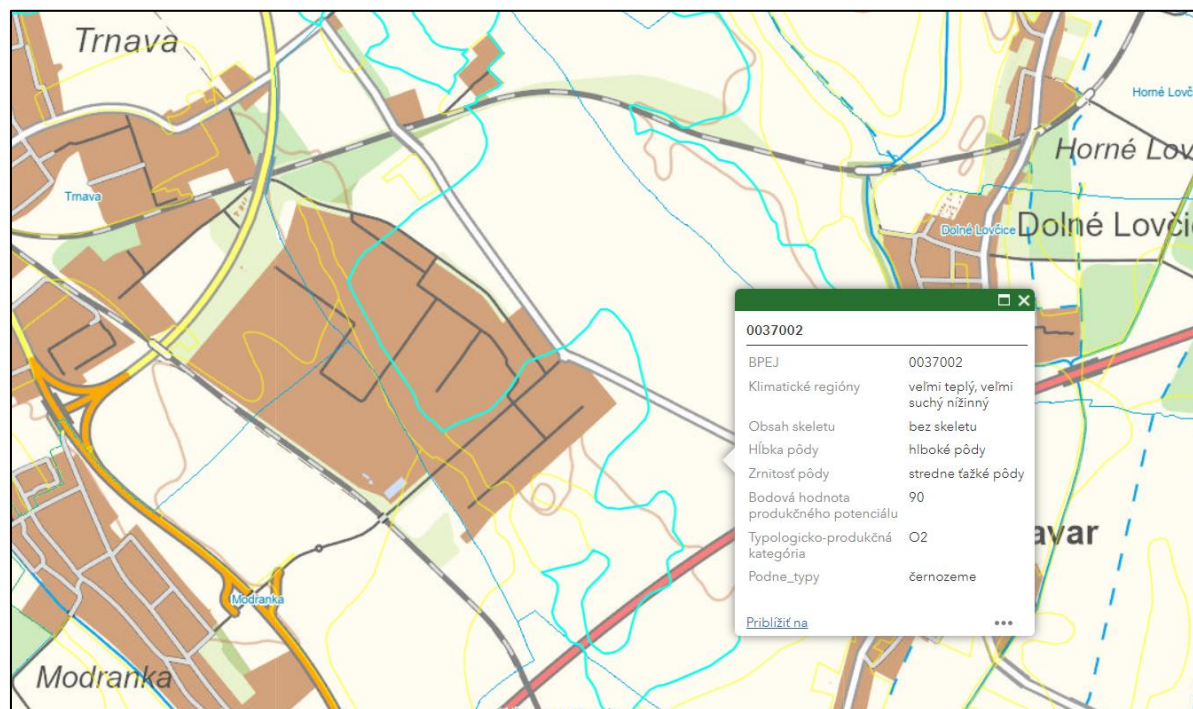 Trnava
Horné Lovč
Horné Lov
Trnava
Dolné Lovčice
Dolné Lovči
0037002
BPEJ 0037002
Klimatické regióny veľmi teplý, veľmi
suchý nížinný
Obsah skeletu bez skeletu
Hĺbka pôdy hlboké pôdy
Zrnitosť pôdy stredne ťažké pôdy
Bodová hodnota 90
produkčného potenciálu
Typologicko-produkčná O2
kategória
Podne_typy černozeme
Priblížiť na
avar
Modranka
Modranka